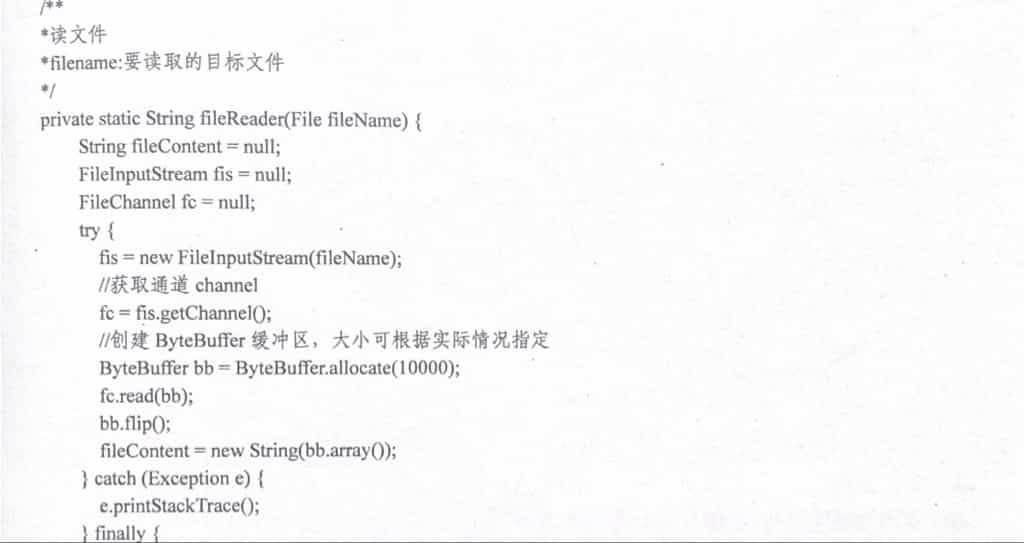 /**
*读文件
*filename:要读取的目标文件
*/
private static String fileReader(File fileName) {
String fileContent = null;
FileInputStream fis = null;
FileChannel fc = null;
try {
fis = new FileInputStream(fileName);
//获取通道 channel
fc = fis.getChannel();
//创建 ByteBuffer 缓冲区，大小可根据实际情况指定
ByteBuffer bb = ByteBuffer.allocate(10000);
fc.read(bb);
bb.flip();
fileContent = new String(bb.array());
} catch (Exception e) {
e.printStackTrace();
} finally {